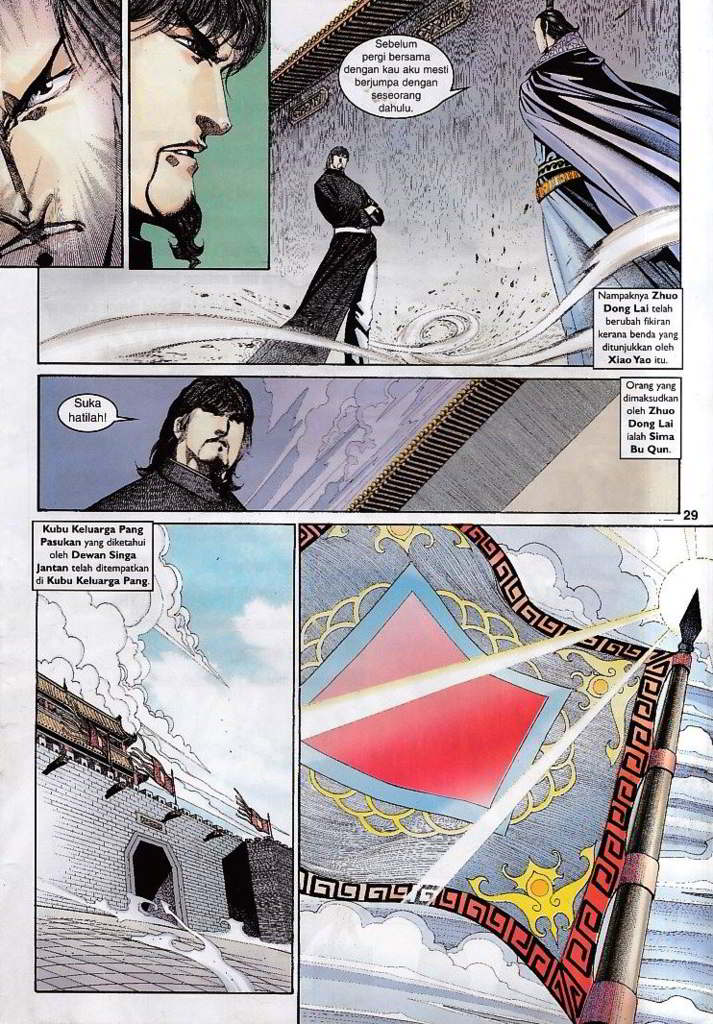 Sebelum
pergi bersama
dengan kau aku mesti
berjumpa dengan
seseorang
dahulu.
Nampaknya Zhuo
Dong Lai telah
berubah fikiran
kerana benda yang
ditunjukkan oleh
Xiao Yao itu.
Suka
hatilah!
Orang yang
dimaksudkan
oleh Zhuo
Dong Lai
ialah Sima
Bu Qun.
29
Kubu Keluarga Pang
Pasukan yang diketahui
oleh Dewan Singa
Jantan telah ditempatkan
di Kubu Keluarga Pang.